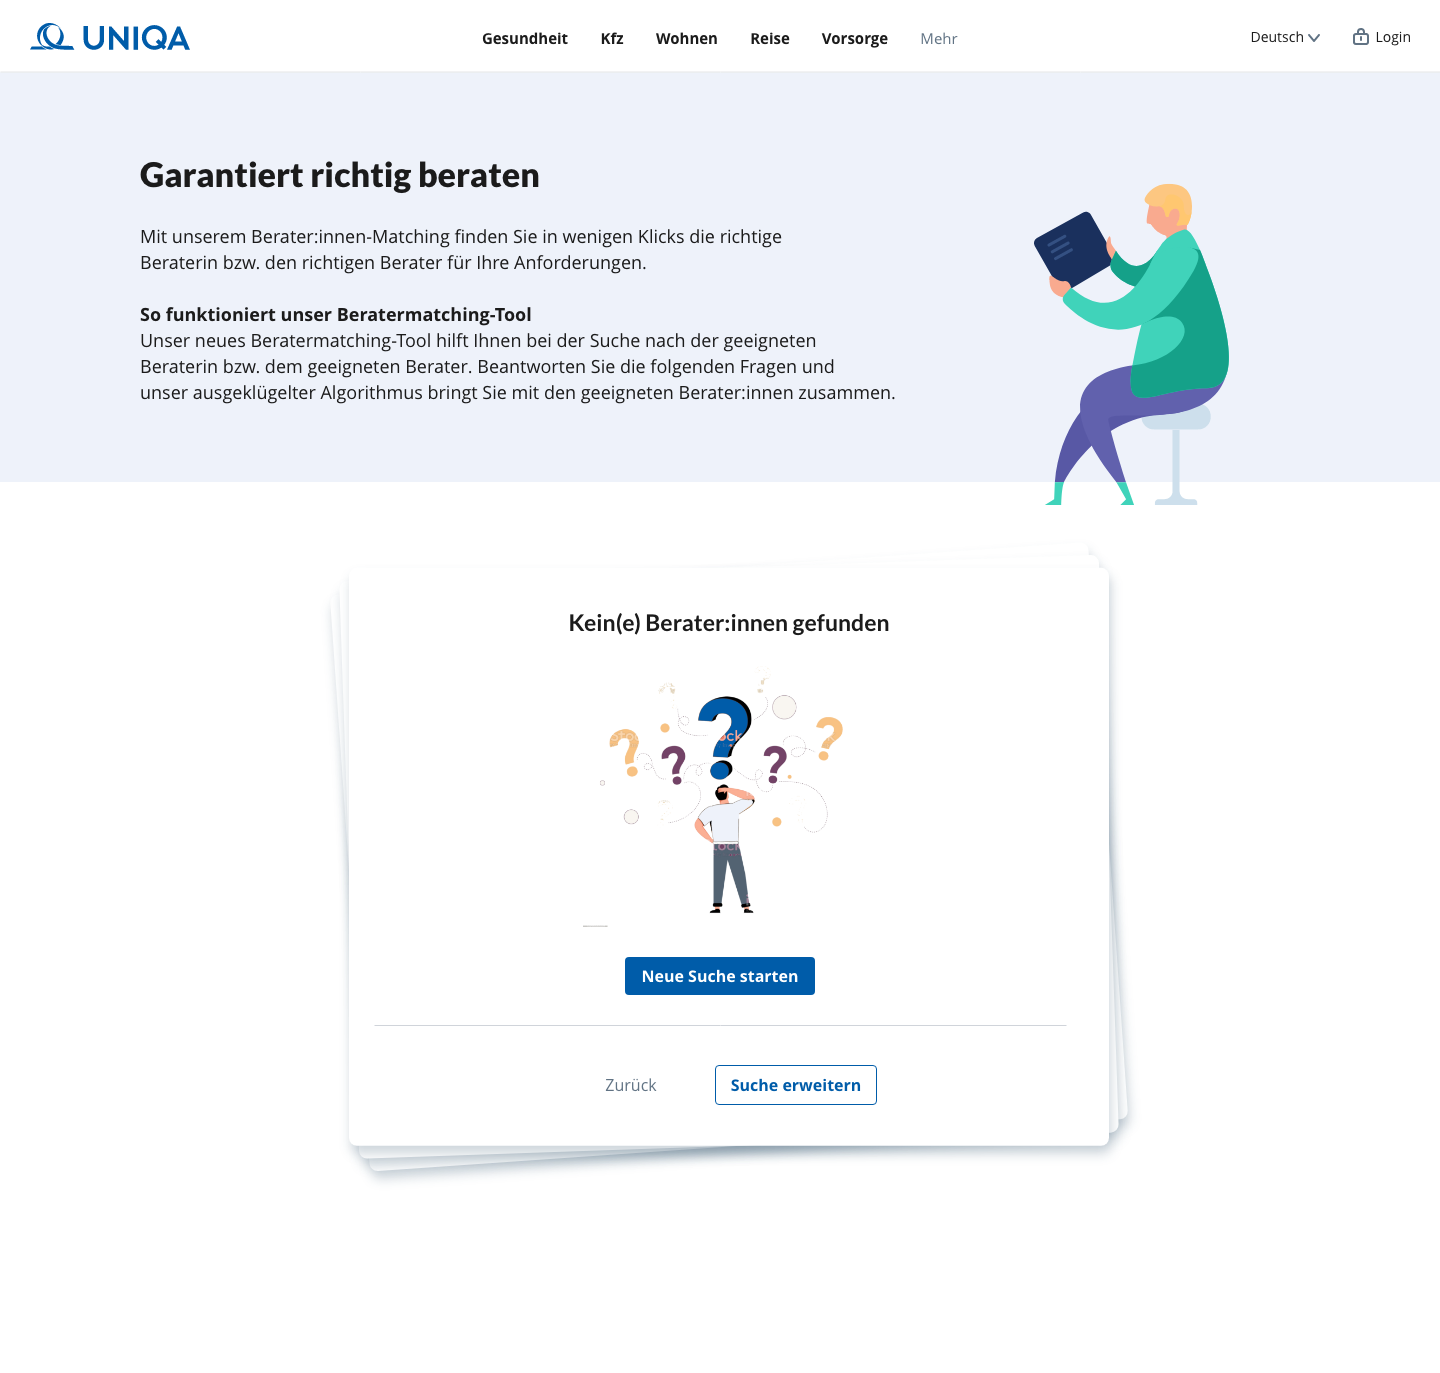 UNIQA
Gesundheit Kfz Wohnen Reise Vorsorge Mehr
Deutsch Login
Garantiert richtig beraten
Mit unserem Berater:innen-Matching finden Sie in wenigen Klicks die richtige
Beraterin bzw. den richtigen Berater für Ihre Anforderungen.
So funktioniert unser Beratermatching-Tool
Unser neues Beratermatching-Tool hilft Ihnen bei der Suche nach der geeigneten
Beraterin bzw. dem geeigneten Berater. Beantworten Sie die folgenden Fragen und
unser ausgeklügelter Algorithmus bringt Sie mit den geeigneten Berater:innen zusammen.
Kein(e) Berater:innen gefunden
?
? ? ? ?
Neue Suche starten
Zurück Suche erweitern